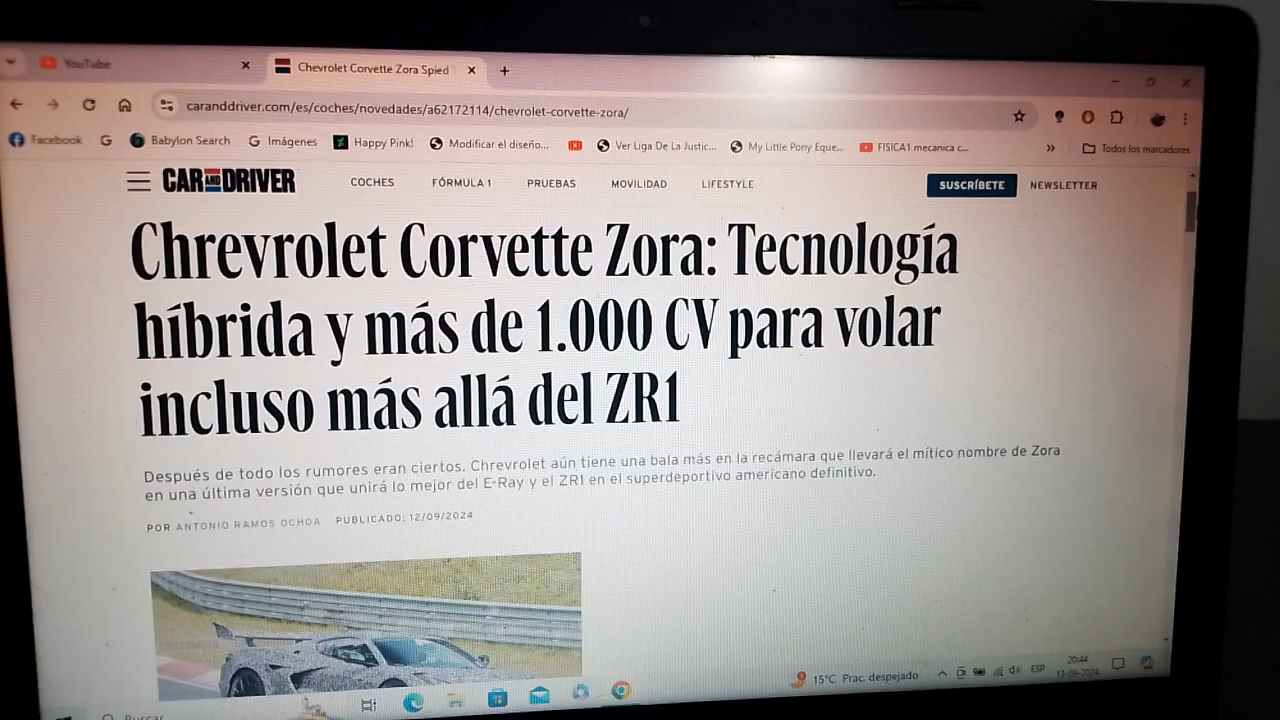 YouTube
Chevrolet Corvette Zora Spied
caranddriver.com/es/coches/novedades/a62172114/chevrolet-corvette-zora/
Facebook
Babylon Search
Imágenes
Happy Pink!
Modificar el diseño...
Ver Liga De La Justic...
My Little Pony Eque...
FISICA1 mecanica c...
»
Todos los marcadores
CAR AND DRIVER
COCHES
FÓRMULA 1
PRUEBAS
MOVILIDAD
LIFESTYLE
SUSCRÍBETE
NEWSLETTER
Chrevrolet Corvette Zora: Tecnología
híbrida y más de 1.000 CV para volar
incluso más allá del ZR1
Después de todo los rumores eran ciertos. Chrevrolet aún tiene una bala más en la recámara que llevará el mítico nombre de Zora
en una última versión que unirá lo mejor del E-Ray y el ZR1 en el superdeportivo americano definitivo.
POR ANTONIO RAMOS OCHOA PUBLICADO: 12/09/2024
15°C Prac. despejado
ESP
20:44
13-09-2024
Buscar